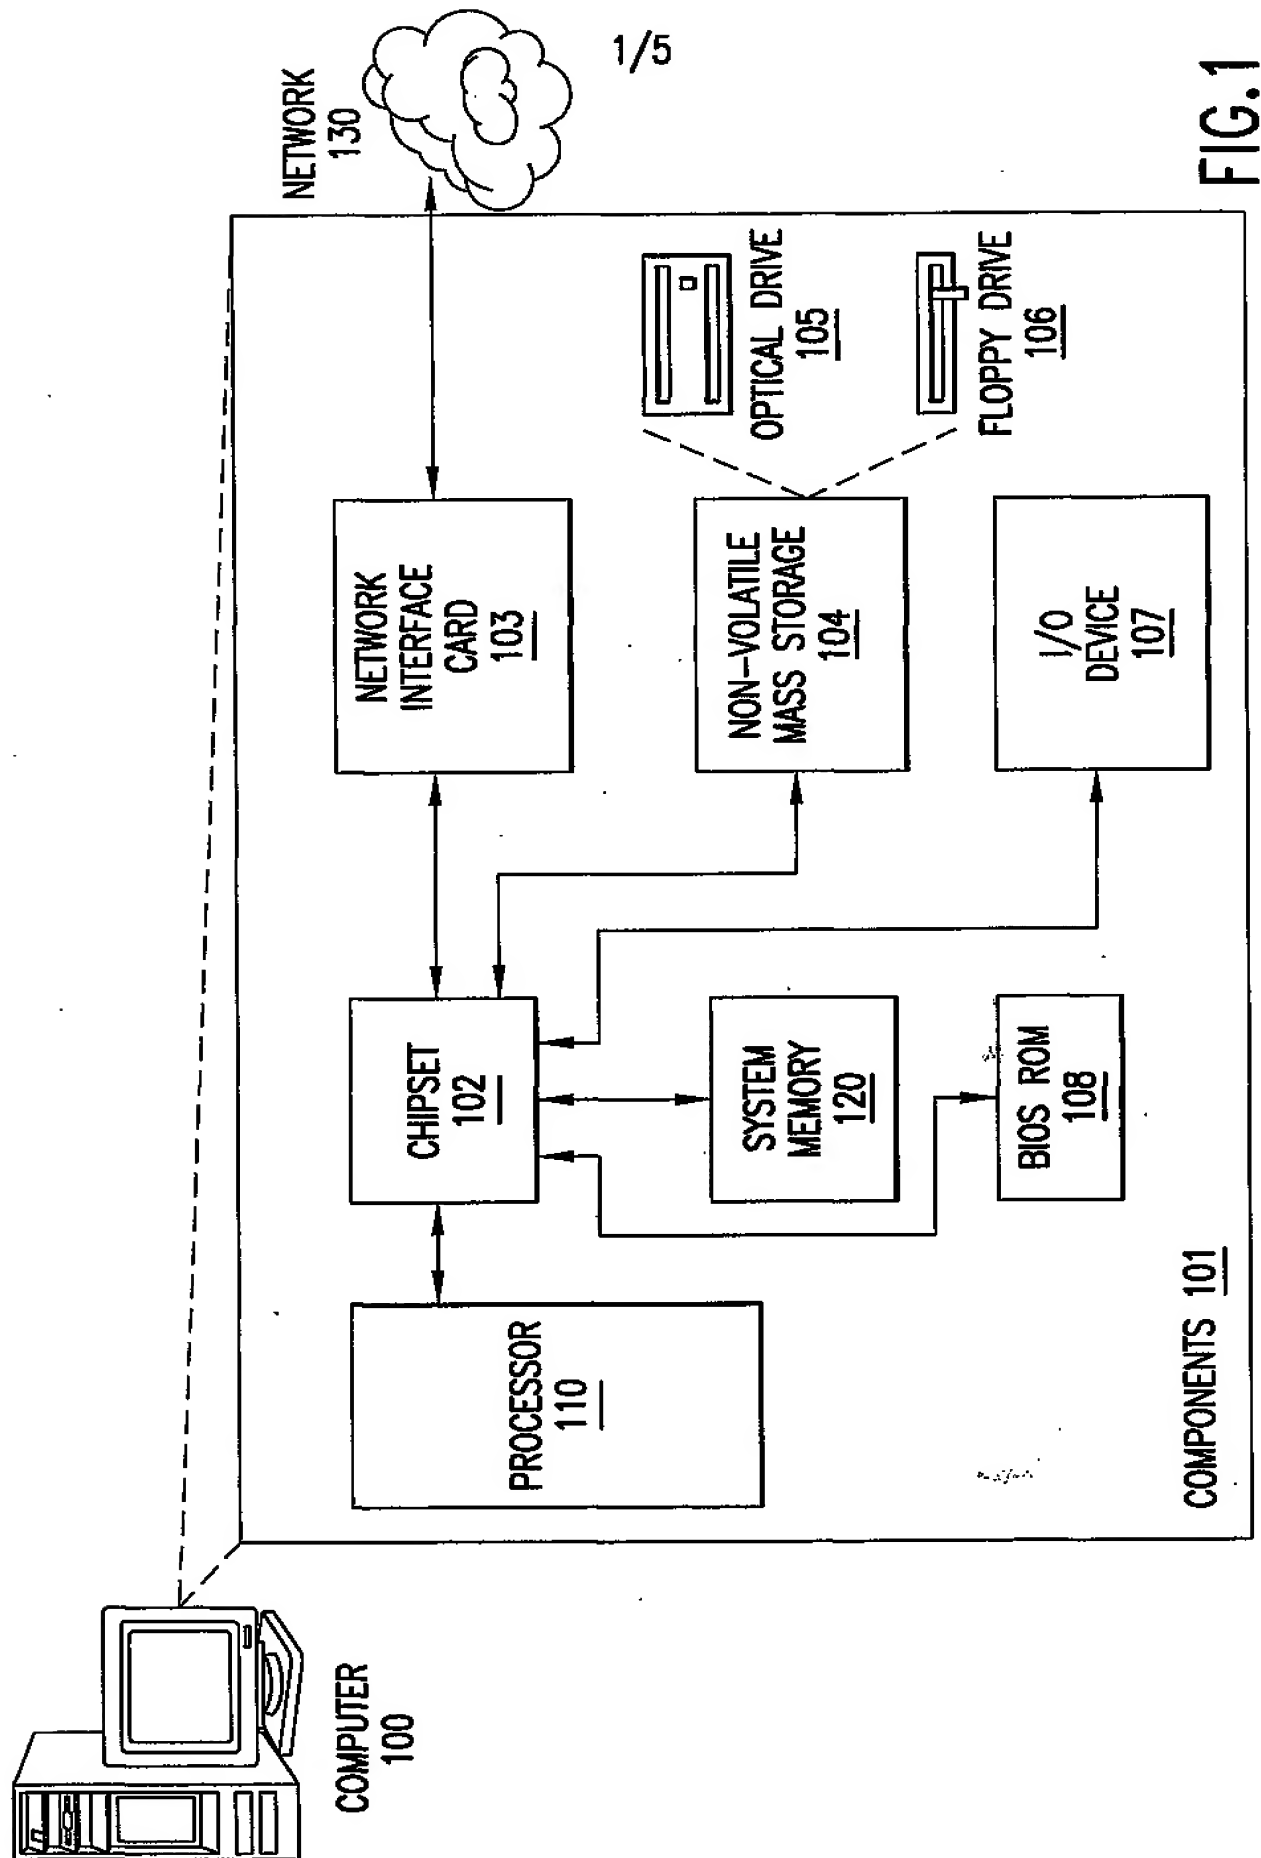 1/5
COMPUTER
100
NETWORK
130
PROCESSOR
110
CHIPSET
102
NETWORK
INTERFACE
CARD
103
SYSTEM
MEMORY
120
NON-VOLATILE
MASS STORAGE
104
OPTICAL DRIVE
105
BIOS ROM
108
I/O
DEVICE
107
FLOPPY DRIVE
106
COMPONENTS 101
FIG.1